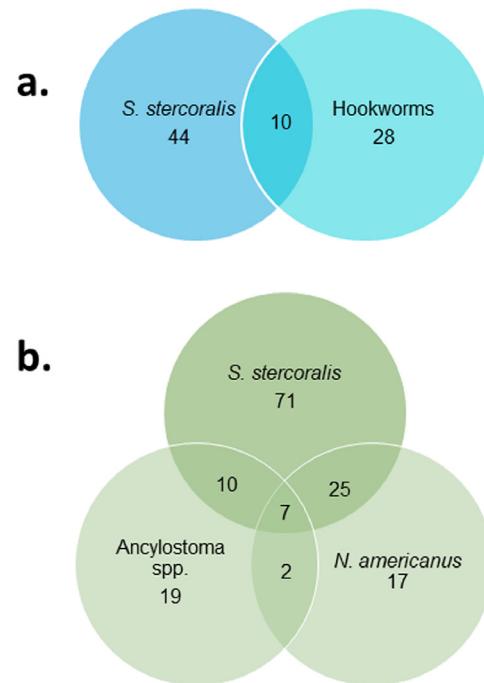 a.
S. stercoralis
44
10
Hookworms
28
b.
S. stercoralis
71
10
25
7
Ancylostoma
spp.
19
2
N. americanus
17